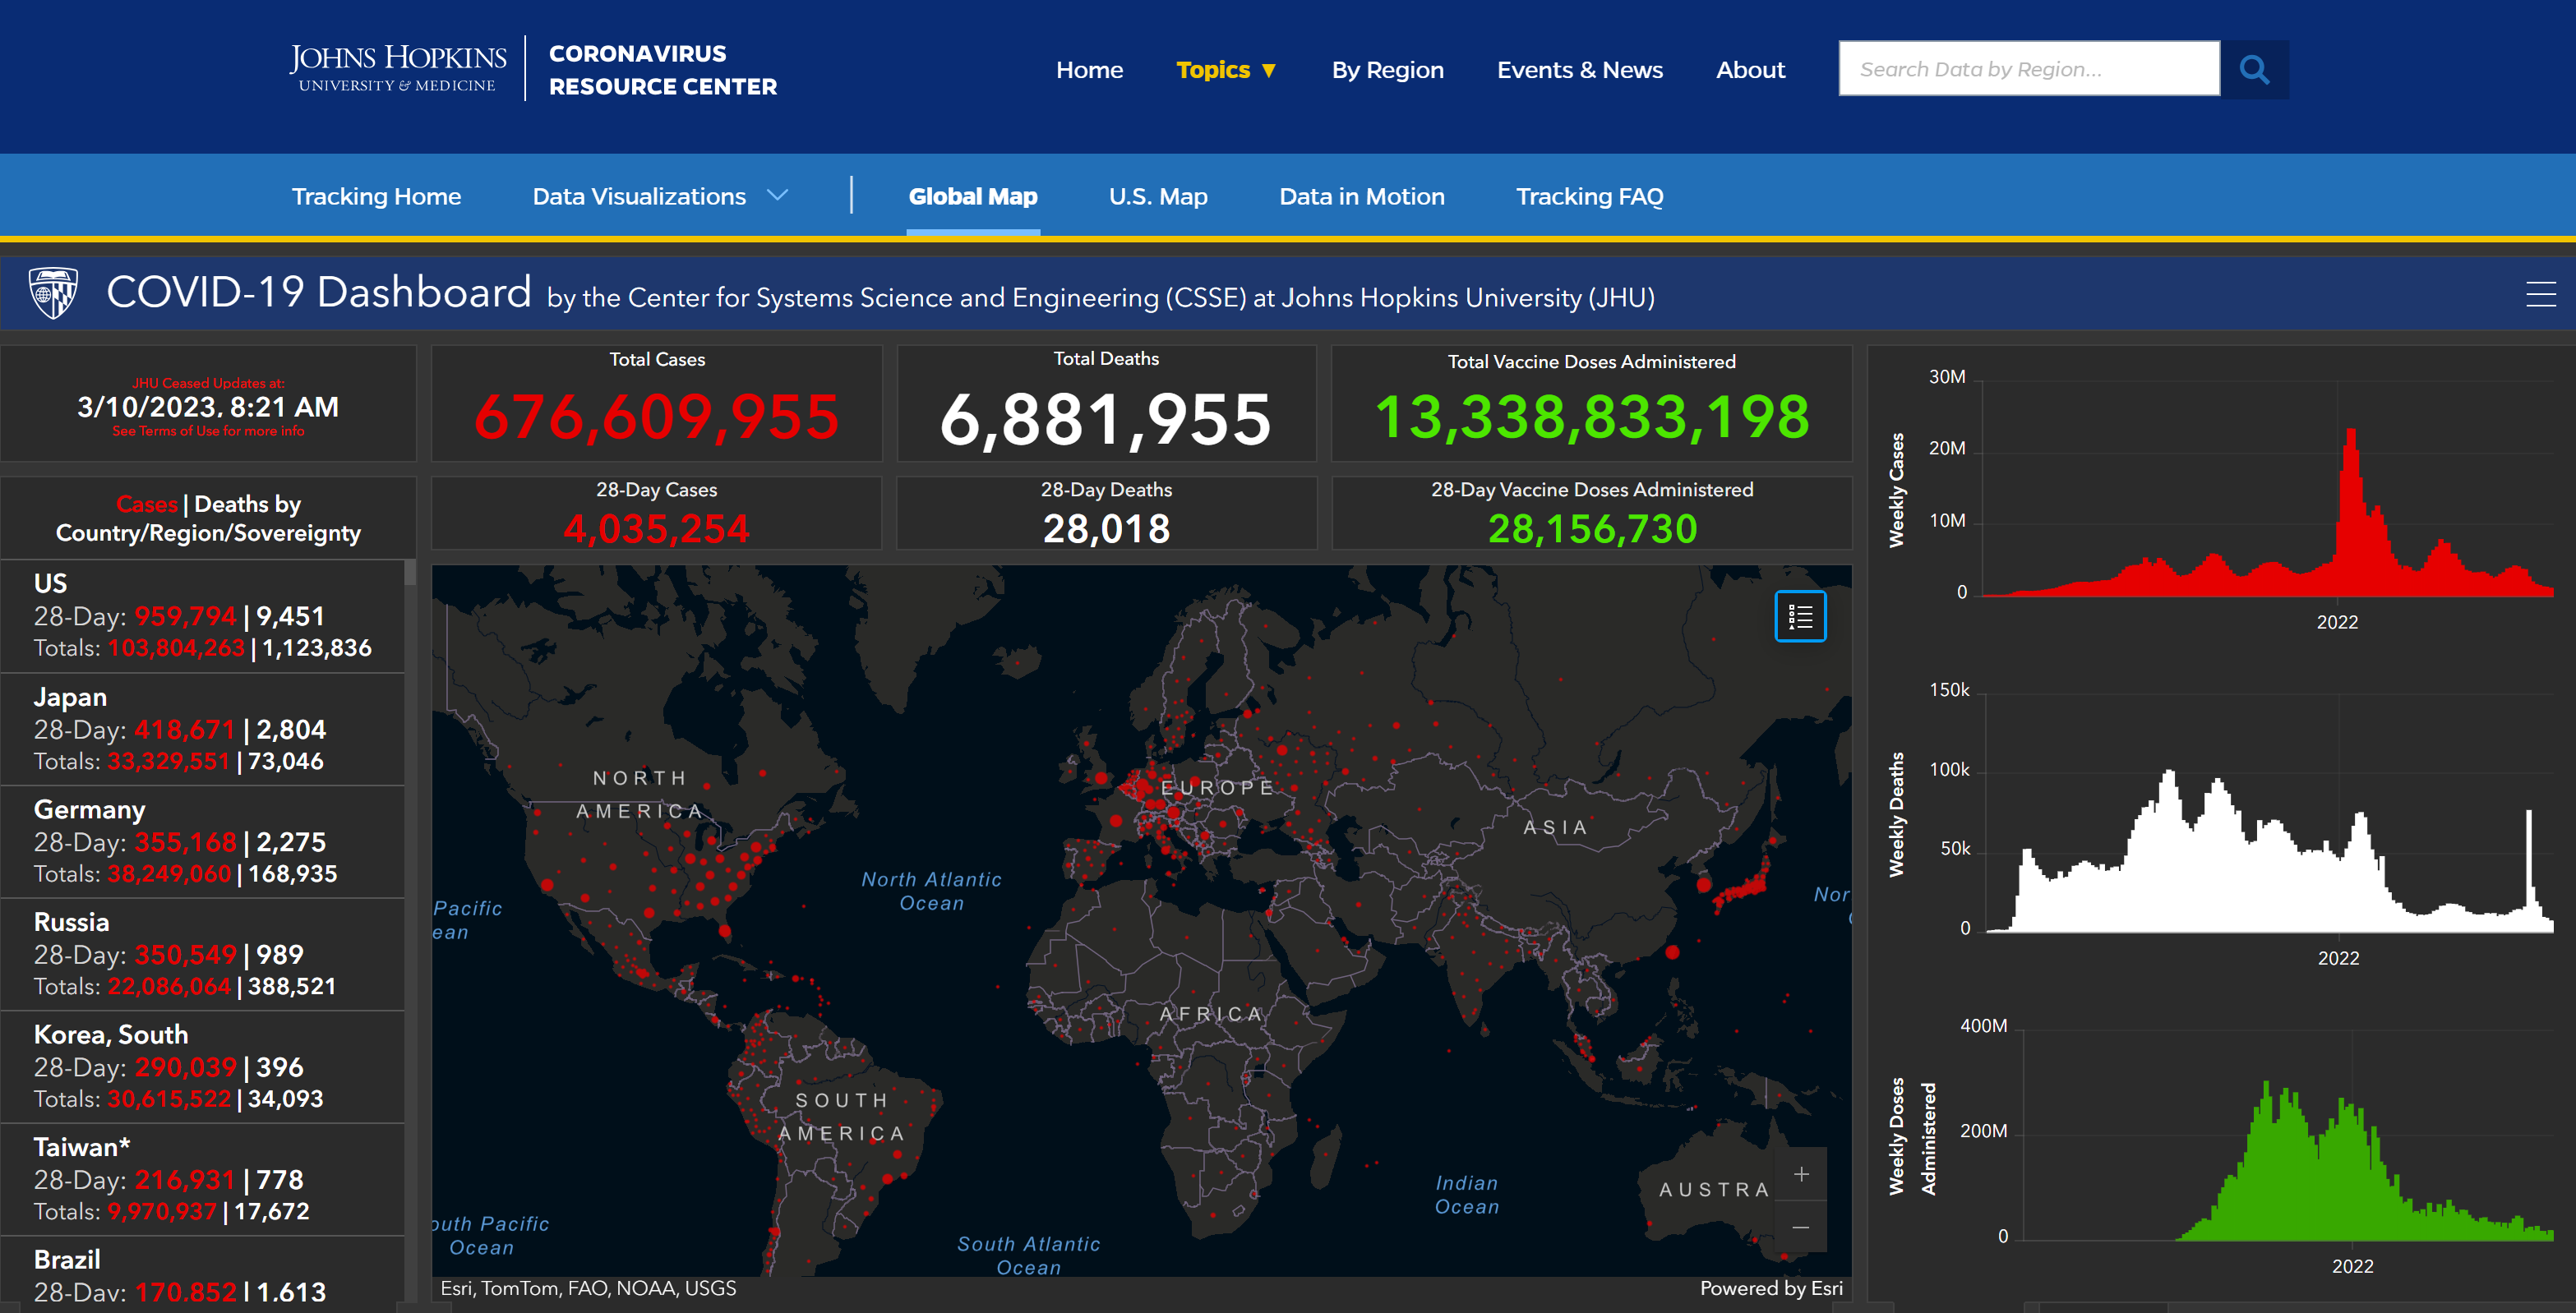 JOHNS HOPKINS
UNIVERSITY & MEDICINE
CORONAVIRUS
RESOURCE CENTER
Home
Topics ▼
By Region
Events & News
About
Search Data by Region...
Tracking Home
Data Visualizations
Global Map
U.S. Map
Data in Motion
Tracking FAQ
COVID-19 Dashboard by the Center for Systems Science and Engineering (CSSE) at Johns Hopkins University (JHU)
JHU Ceased Updates at:
3/10/2023, 8:21 AM
See Terms of Use for more info
Cases | Deaths by
Country/Region/Sovereignty
US
28-Day: 959,794 | 9,451
Totals: 103,804,263 | 1,123,836
Japan
28-Day: 418,671 | 2,804
Totals: 33,329,551 | 73,046
Germany
28-Day: 355,168 | 2,275
Totals: 38,249,060 | 168,935
Russia
28-Day: 350,549 | 989
Totals: 22,086,064 | 388,521
Korea, South
28-Day: 290,039 | 396
Totals: 30,615,522 | 34,093
Taiwan*
28-Day: 216,931 | 778
Totals: 9,970,937 | 17,672
Brazil
28-Day: 170,852 | 1,613
Total Cases
676,609,955
Total Deaths
6,881,955
Total Vaccine Doses Administered
13,338,833,198
28-Day Cases
4,035,254
28-Day Deaths
28,018
28-Day Vaccine Doses Administered
28,156,730
NORTH
AMERICA
EUROPE
ASIA
North Atlantic
Ocean
Pacific
ean
Nor
AFRICA
SOUTH
AMERICA
Indian
Ocean
AUSTRA
outh Pacific
Ocean
South Atlantic
Ocean
+
−
Esri, TomTom, FAO, NOAA, USGS
Powered by Esri
Weekly Cases
30M
20M
10M
0
2022
Weekly Deaths
150k
100k
50k
0
2022
Weekly Doses
Administered
400M
200M
0
2022